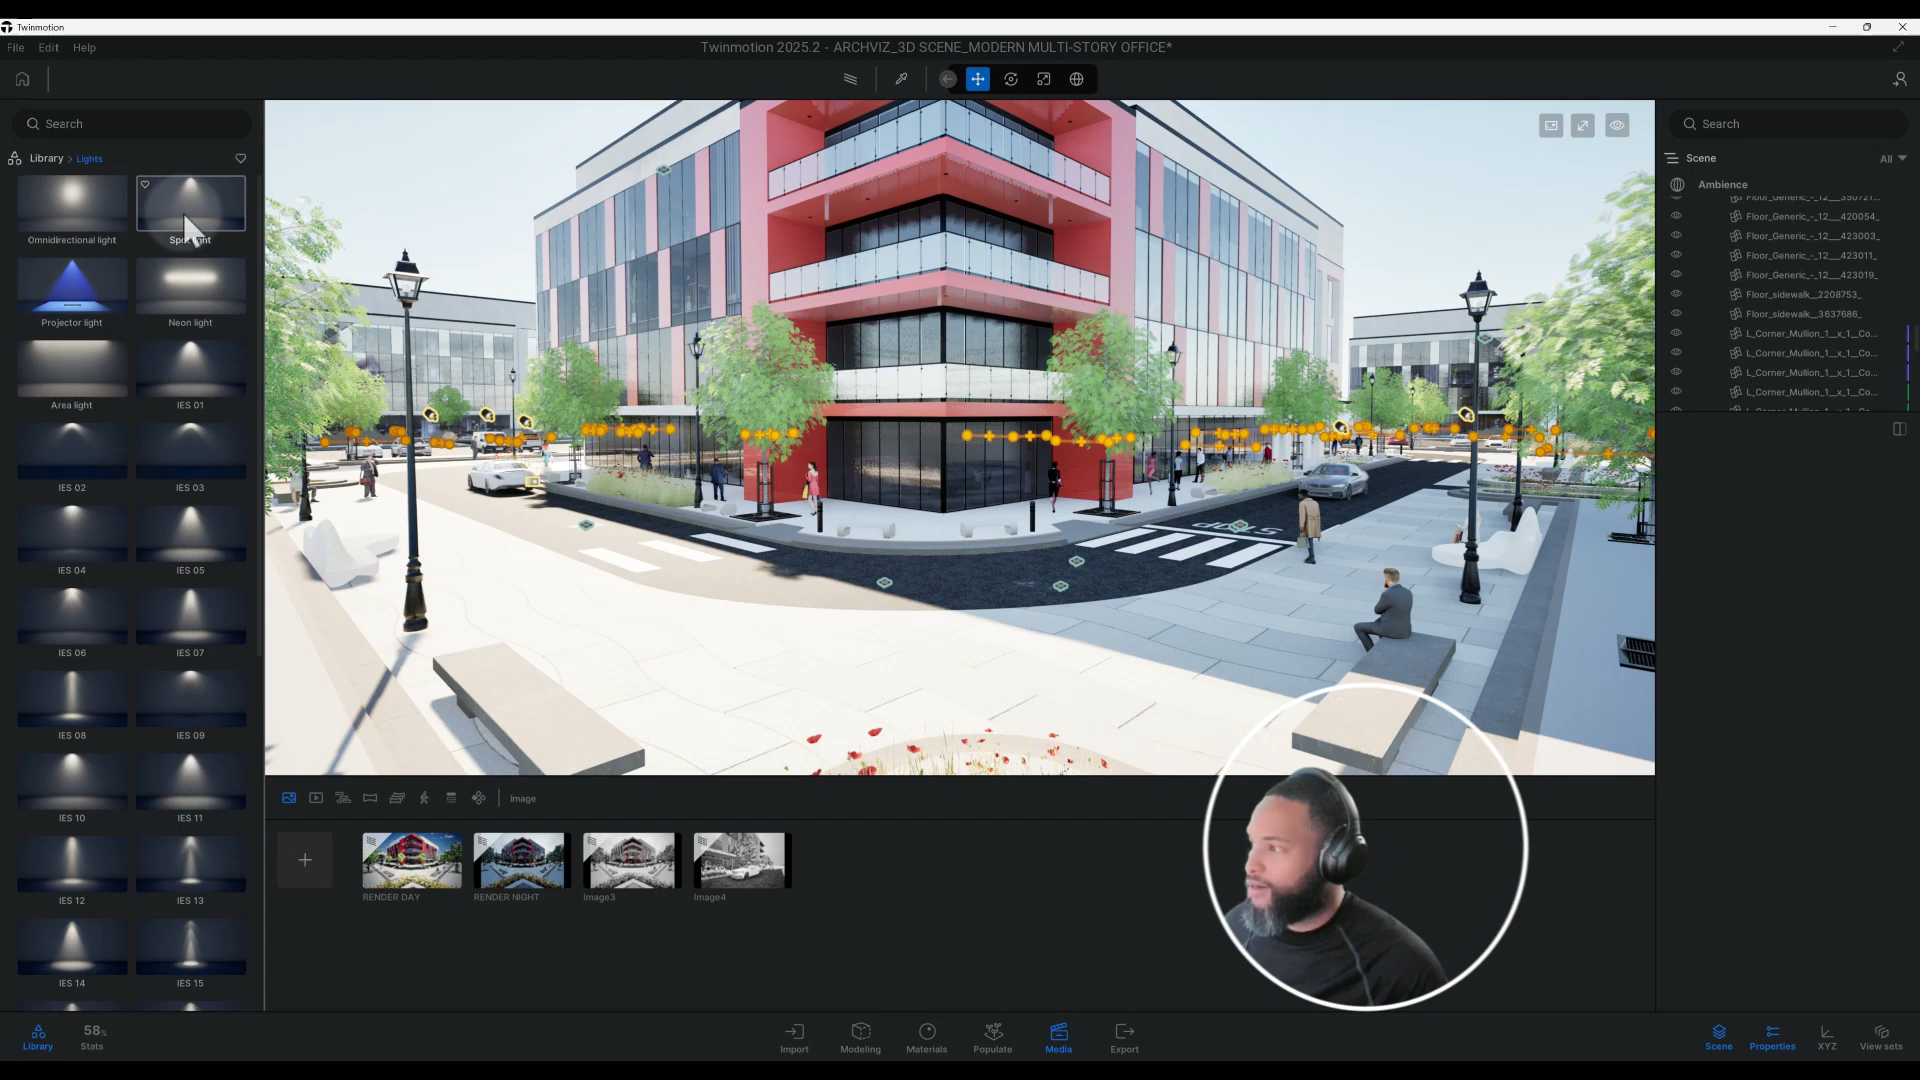 Twinmotion
File Edit Help
Twinmotion 2025.2 - ARCHVIZ_3D SCENE_MODERN MULTI-STORY OFFICE*
Search
Library > Lights
Omnidirectional light
Projector light
Neon light
Area light
IES 01
IES 02
IES 03
IES 04
IES 05
IES 06
IES 07
IES 08
IES 09
IES 10
IES 11
IES 12
IES 13
IES 14
IES 15
STOP
Image
RENDER DAY
RENDER NIGHT
Image3
Image4
Search
Scene
All
Ambience
Floor_Generic_-_12___420054_
Floor_Generic_-_12___423003_
Floor_Generic_-_12___423011_
Floor_Generic_-_12___423019_
Floor_sidewalk__2208753_
Floor_sidewalk__3637686_
L_Corner_Mullion_1__x_1__Co...
L_Corner_Mullion_1__x_1__Co...
L_Corner_Mullion_1__x_1__Co...
L_Corner_Mullion_1__x_1__Co...
Library
58%
Stats
Import
Modeling
Materials
Populate
Media
Export
Scene
Properties
XYZ
View sets